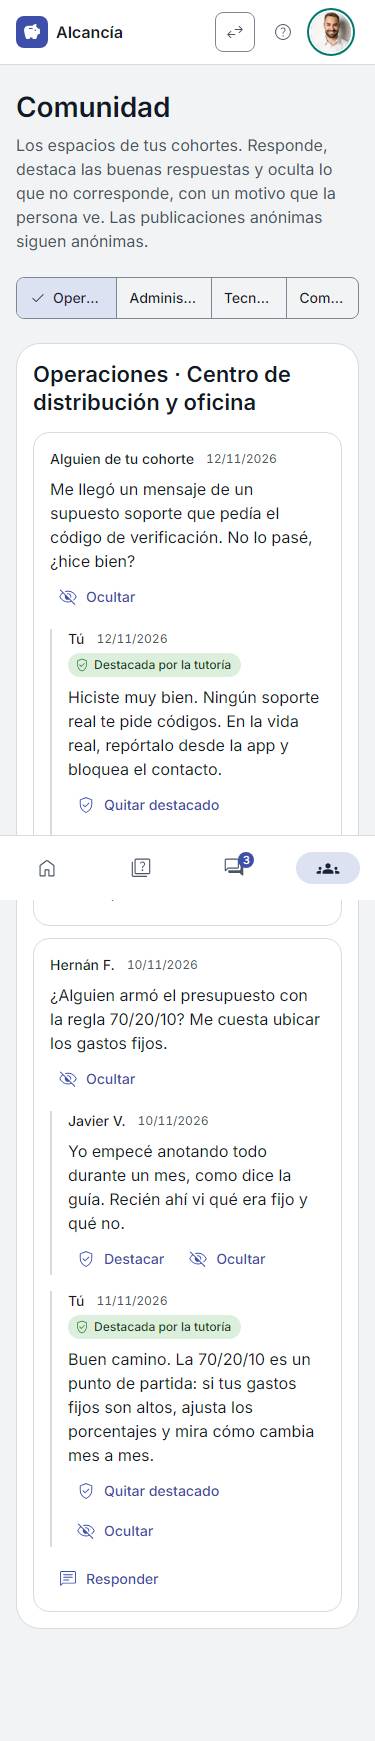 Alcancía
Comunidad
Los espacios de tus cohortes. Responde,
destaca las buenas respuestas y oculta lo
que no corresponde, con un motivo que la
persona ve. Las publicaciones anónimas
siguen anónimas.
Oper...
Adminis...
Tecn...
Com...
Operaciones · Centro de
distribución y oficina
Alguien de tu cohorte 12/11/2026
Me llegó un mensaje de un
supuesto soporte que pedía el
código de verificación. No lo pasé,
¿hice bien?
Ocultar
Tú 12/11/2026
Destacada por la tutoría
Hiciste muy bien. Ningún soporte
real te pide códigos. En la vida
real, repórtalo desde la app y
bloquea el contacto.
Quitar destacado
3
Hernán F. 10/11/2026
¿Alguien armó el presupuesto con
la regla 70/20/10? Me cuesta ubicar
los gastos fijos.
Ocultar
Javier V. 10/11/2026
Yo empecé anotando todo
durante un mes, como dice la
guía. Recién ahí vi qué era fijo y
qué no.
Destacar Ocultar
Tú 11/11/2026
Destacada por la tutoría
Buen camino. La 70/20/10 es un
punto de partida: si tus gastos
fijos son altos, ajusta los
porcentajes y mira cómo cambia
mes a mes.
Quitar destacado
Ocultar
Responder